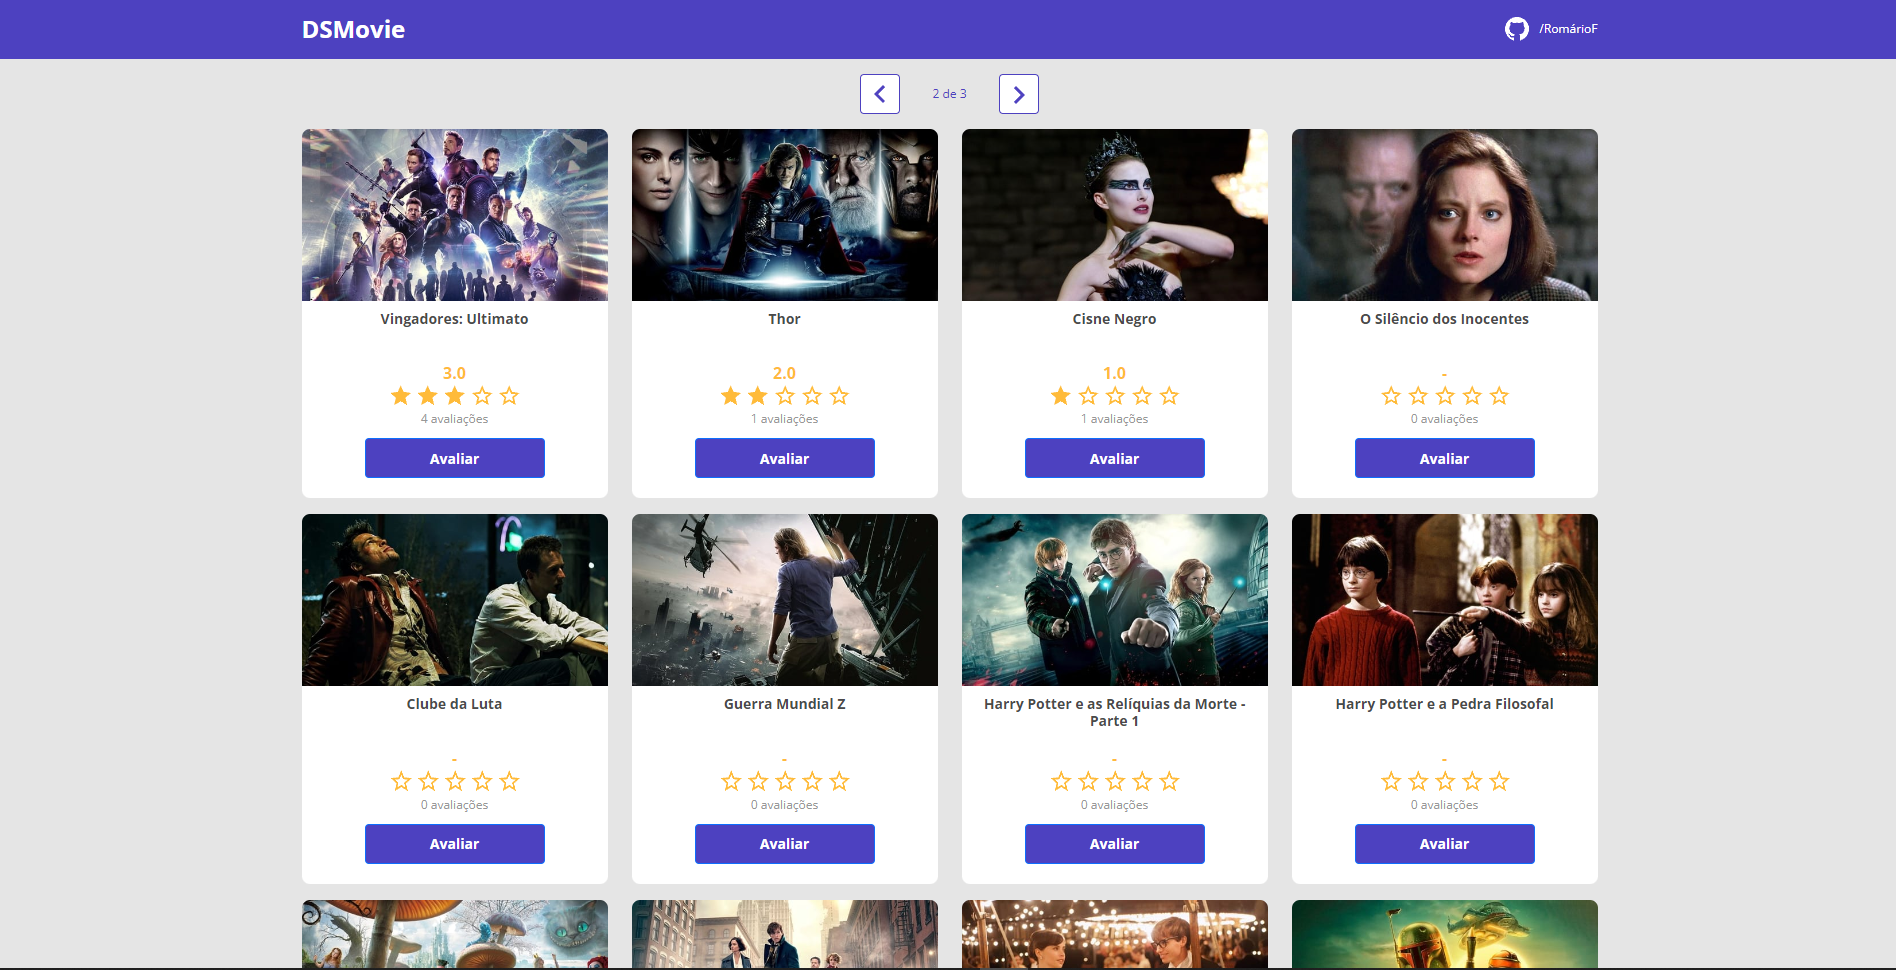 DSMovie
/RomárioF
2 de 3
Vingadores: Ultimato
3.0
4 avaliações
Avaliar
Thor
2.0
1 avaliações
Avaliar
Cisne Negro
1.0
1 avaliações
Avaliar
O Silêncio dos Inocentes
-
0 avaliações
Avaliar
Clube da Luta
-
0 avaliações
Avaliar
Guerra Mundial Z
-
0 avaliações
Avaliar
Harry Potter e as Relíquias da Morte -
Parte 1
-
0 avaliações
Avaliar
Harry Potter e a Pedra Filosofal
-
0 avaliações
Avaliar